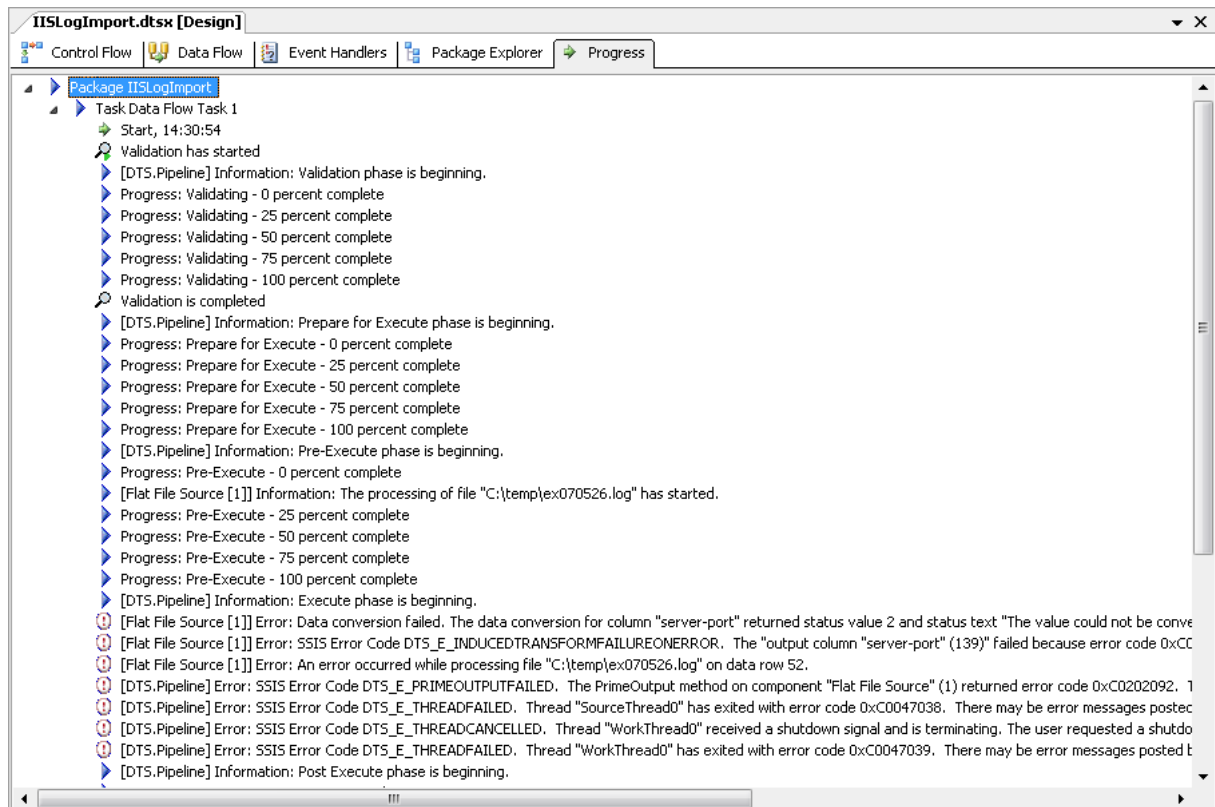 IISLogImport.dtsx [Design]
Control Flow Data Flow Event Handlers Package Explorer Progress
Package IISLogImport
Task Data Flow Task 1
Start, 14:30:54
Validation has started
[DTS.Pipeline] Information: Validation phase is beginning.
Progress: Validating - 0 percent complete
Progress: Validating - 25 percent complete
Progress: Validating - 50 percent complete
Progress: Validating - 75 percent complete
Progress: Validating - 100 percent complete
Validation is completed
[DTS.Pipeline] Information: Prepare for Execute phase is beginning.
Progress: Prepare for Execute - 0 percent complete
Progress: Prepare for Execute - 25 percent complete
Progress: Prepare for Execute - 50 percent complete
Progress: Prepare for Execute - 75 percent complete
Progress: Prepare for Execute - 100 percent complete
[DTS.Pipeline] Information: Pre-Execute phase is beginning.
Progress: Pre-Execute - 0 percent complete
[Flat File Source [1]] Information: The processing of file "C:\temp\ex070526.log" has started.
Progress: Pre-Execute - 25 percent complete
Progress: Pre-Execute - 50 percent complete
Progress: Pre-Execute - 75 percent complete
Progress: Pre-Execute - 100 percent complete
[DTS.Pipeline] Information: Execute phase is beginning.
[Flat File Source [1]] Error: Data conversion failed. The data conversion for column "server-port" returned status value 2 and status text "The value could not be conve
[Flat File Source [1]] Error: SSIS Error Code DTS_E_INDUCEDTRANSFORMFAILUREONERROR. The "output column "server-port" (139)" failed because error code 0xC0
[Flat File Source [1]] Error: An error occurred while processing file "C:\temp\ex070526.log" on data row 52.
[DTS.Pipeline] Error: SSIS Error Code DTS_E_PRIMEOUTPUTFAILED. The PrimeOutput method on component "Flat File Source" (1) returned error code 0xC0202092.
[DTS.Pipeline] Error: SSIS Error Code DTS_E_THREADFAILED. Thread "SourceThread0" has exited with error code 0xC0047038. There may be error messages posted
[DTS.Pipeline] Error: SSIS Error Code DTS_E_THREADCANCELLED. Thread "WorkThread0" received a shutdown signal and is terminating. The user requested a shutdo
[DTS.Pipeline] Error: SSIS Error Code DTS_E_THREADFAILED. Thread "WorkThread0" has exited with error code 0xC0047039. There may be error messages posted b
[DTS.Pipeline] Information: Post Execute phase is beginning.